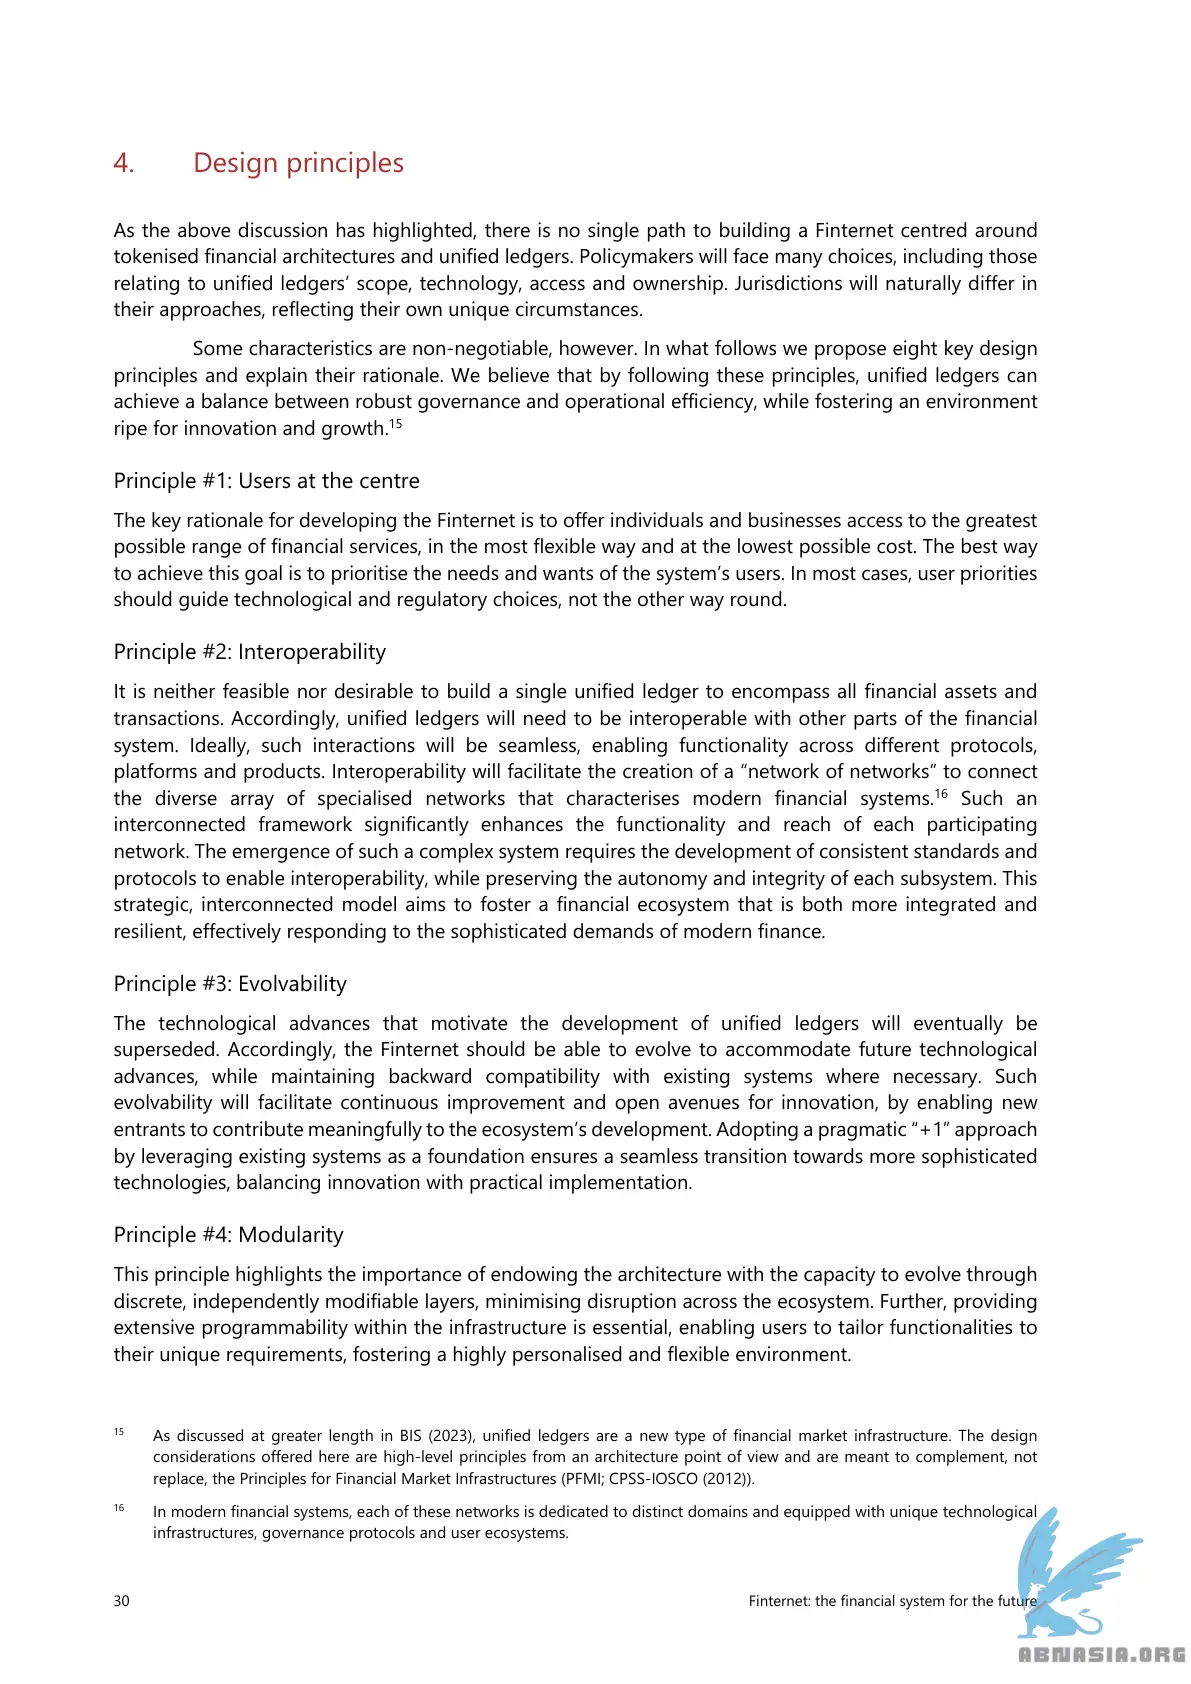 4. Design principles
As the above discussion has highlighted, there is no single path to building a Finternet centred around
tokenised financial architectures and unified ledgers. Policymakers will face many choices, including those
relating to unified ledgers’ scope, technology, access and ownership. Jurisdictions will naturally differ in
their approaches, reflecting their own unique circumstances.
Some characteristics are non-negotiable, however. In what follows we propose eight key design
principles and explain their rationale. We believe that by following these principles, unified ledgers can
achieve a balance between robust governance and operational efficiency, while fostering an environment
ripe for innovation and growth.15
Principle #1: Users at the centre
The key rationale for developing the Finternet is to offer individuals and businesses access to the greatest
possible range of financial services, in the most flexible way and at the lowest possible cost. The best way
to achieve this goal is to prioritise the needs and wants of the system’s users. In most cases, user priorities
should guide technological and regulatory choices, not the other way round.
Principle #2: Interoperability
It is neither feasible nor desirable to build a single unified ledger to encompass all financial assets and
transactions. Accordingly, unified ledgers will need to be interoperable with other parts of the financial
system. Ideally, such interactions will be seamless, enabling functionality across different protocols,
platforms and products. Interoperability will facilitate the creation of a “network of networks” to connect
the diverse array of specialised networks that characterises modern financial systems.16 Such an
interconnected framework significantly enhances the functionality and reach of each participating
network. The emergence of such a complex system requires the development of consistent standards and
protocols to enable interoperability, while preserving the autonomy and integrity of each subsystem. This
strategic, interconnected model aims to foster a financial ecosystem that is both more integrated and
resilient, effectively responding to the sophisticated demands of modern finance.
Principle #3: Evolvability
The technological advances that motivate the development of unified ledgers will eventually be
superseded. Accordingly, the Finternet should be able to evolve to accommodate future technological
advances, while maintaining backward compatibility with existing systems where necessary. Such
evolvability will facilitate continuous improvement and open avenues for innovation, by enabling new
entrants to contribute meaningfully to the ecosystem’s development. Adopting a pragmatic “+1” approach
by leveraging existing systems as a foundation ensures a seamless transition towards more sophisticated
technologies, balancing innovation with practical implementation.
Principle #4: Modularity
This principle highlights the importance of endowing the architecture with the capacity to evolve through
discrete, independently modifiable layers, minimising disruption across the ecosystem. Further, providing
extensive programmability within the infrastructure is essential, enabling users to tailor functionalities to
their unique requirements, fostering a highly personalised and flexible environment.
15 As discussed at greater length in BIS (2023), unified ledgers are a new type of financial market infrastructure. The design
considerations offered here are high-level principles from an architecture point of view and are meant to complement, not
replace, the Principles for Financial Market Infrastructures (PFMI; CPSS-IOSCO (2012)).
16 In modern financial systems, each of these networks is dedicated to distinct domains and equipped with unique technological
infrastructures, governance protocols and user ecosystems.
30 Finternet: the financial system for the future
ABNASIA.ORG